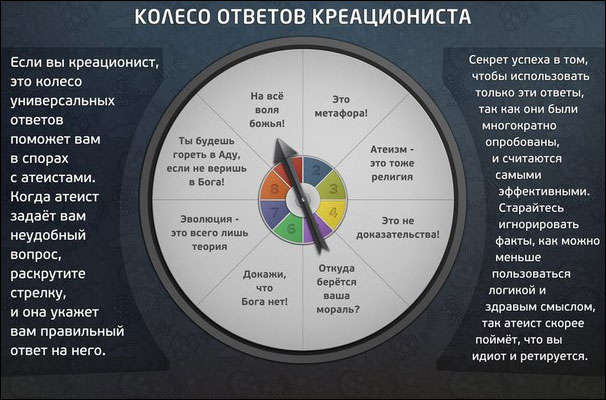 КОЛЕСО ОТВЕТОВ КРЕАЦИОНИСТА
Если вы креационист,
это колесо
универсальных
ответов
поможет вам
в спорах
с атеистами.
Когда атеист
задаёт вам
неудобный
вопрос,
раскрутите
стрелку,
и она укажет
вам правильный
ответ на него.
На всё
воля
божья!
Это
метафора!
Ты будешь
гореть в Аду,
если не веришь
в Бога!
Атеизм -
это тоже
религия
Эволюция -
это всего лишь
теория
Это не
доказательства!
Докажи,
что
Бога нет!
Откуда
берётся
ваша
мораль?
2
3
4
6
7
8
Секрет успеха в том,
чтобы использовать
только эти ответы,
так как они были
многократно
опробованы,
и считаются
самыми
эффективными.
Старайтесь
игнорировать
факты, как можно
меньше
пользоваться
логикой и
здравым смыслом,
так атеист скорее
поймёт, что вы
идиот и ретируется.